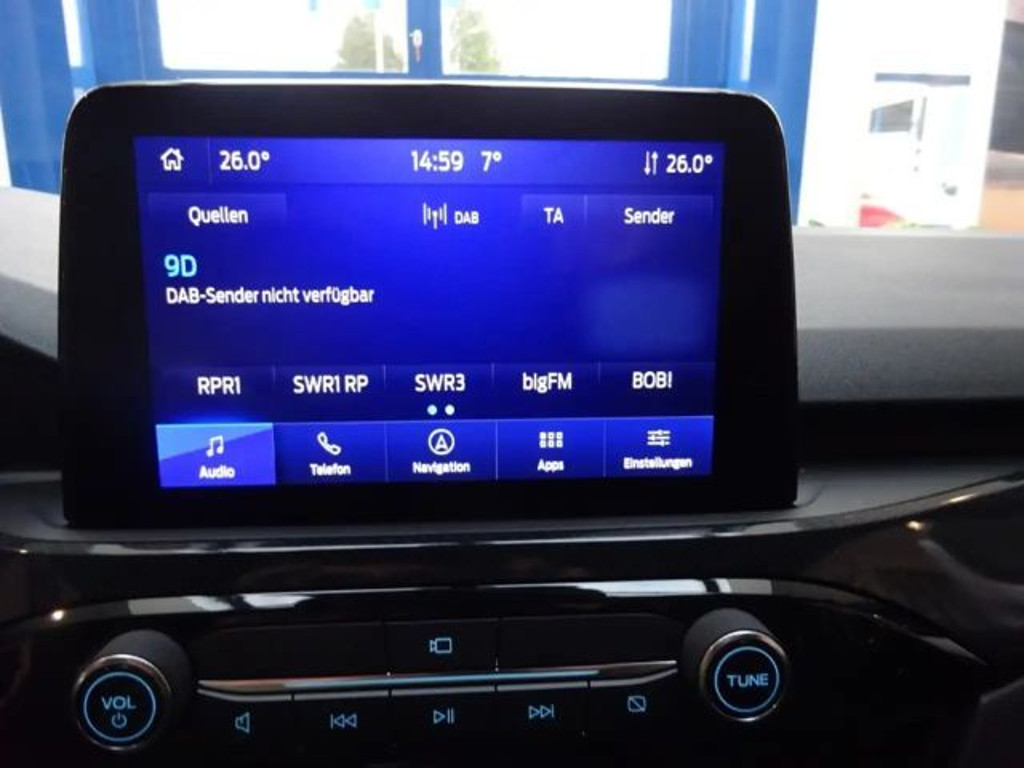 26.0° 14:59 7° 26.0°
Quellen DAB TA Sender
9D
DAB-Sender nicht verfügbar
RPR1 SWR1 RP SWR3 bigFM BOB!
Audio Telefon Navigation Apps Einstellungen
VOL TUNE